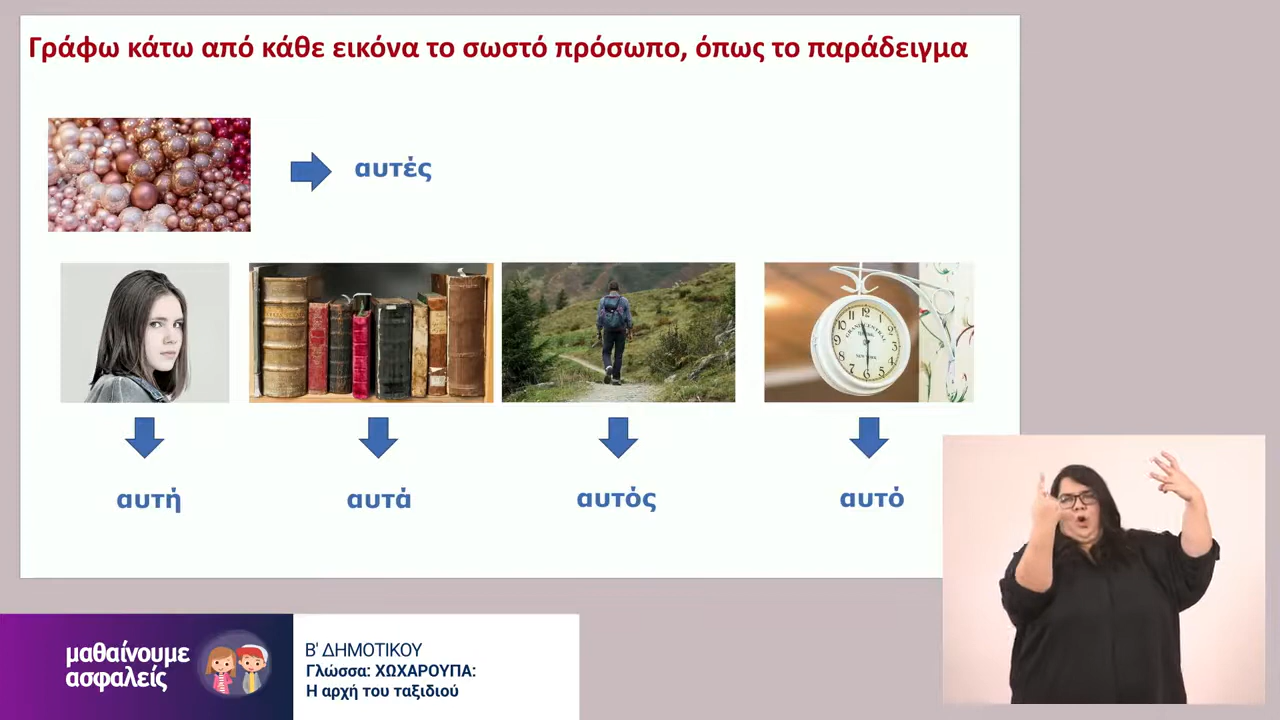 Γράφω κάτω από κάθε εικόνα το σωστό πρόσωπο, όπως το παράδειγμα
αυτές
αυτή
αυτά
αυτός
αυτό
μαθαίνουμε
ασφαλείς
Β' ΔΗΜΟΤΙΚΟΥ
Γλώσσα: ΧΩΧΑΡΟΥΠΑ:
Η αρχή του ταξιδιού